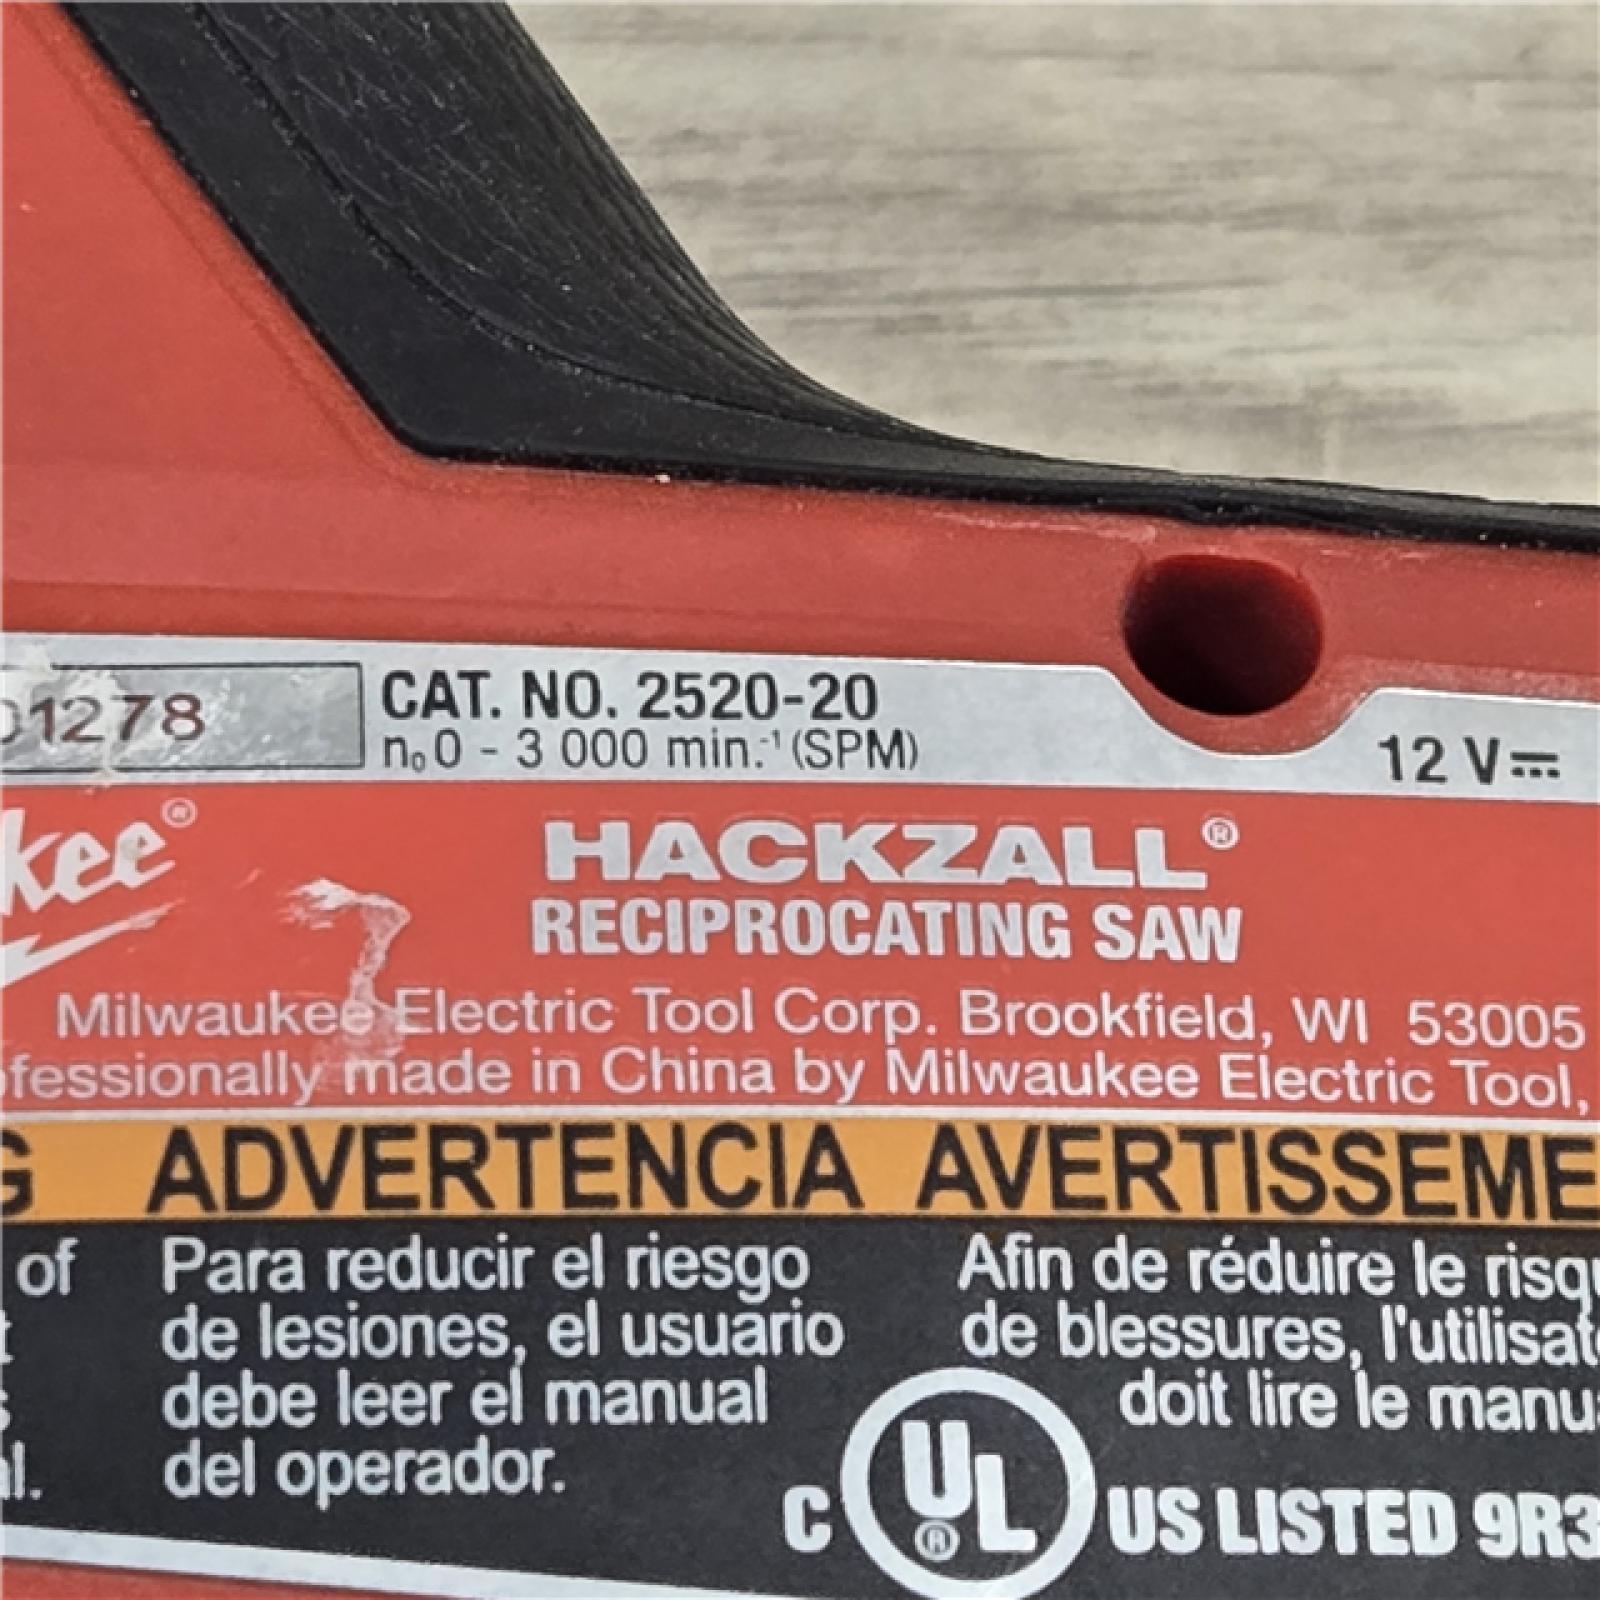 01278 CAT. NO. 2520-20
n₀ 0 - 3 000 min.⁻¹ (SPM) 12 V⎓
kee®
HACKZALL®
RECIPROCATING SAW
Milwaukee Electric Tool Corp. Brookfield, WI 53005
ofessionally made in China by Milwaukee Electric Tool,
G ADVERTENCIA AVERTISSEME
of Para reducir el riesgo
de lesiones, el usuario
debe leer el manual
del operador.
Afin de réduire le risqu
de blessures, l'utilisat
doit lire le manu
C UL® US LISTED 9R3